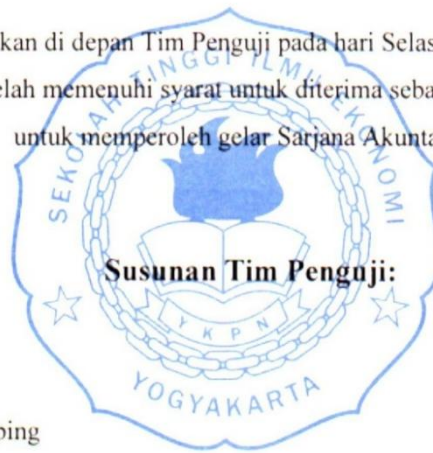 kan di depan Tim Penguji pada hari Selas
elah memenuhi syarat untuk diterima seba
untuk memperoleh gelar Sarjana Akunta
SEKOLAH TINGGI ILMU EKONOMI
Susunan Tim Penguji:
YKPN
YOGYAKARTA
bing